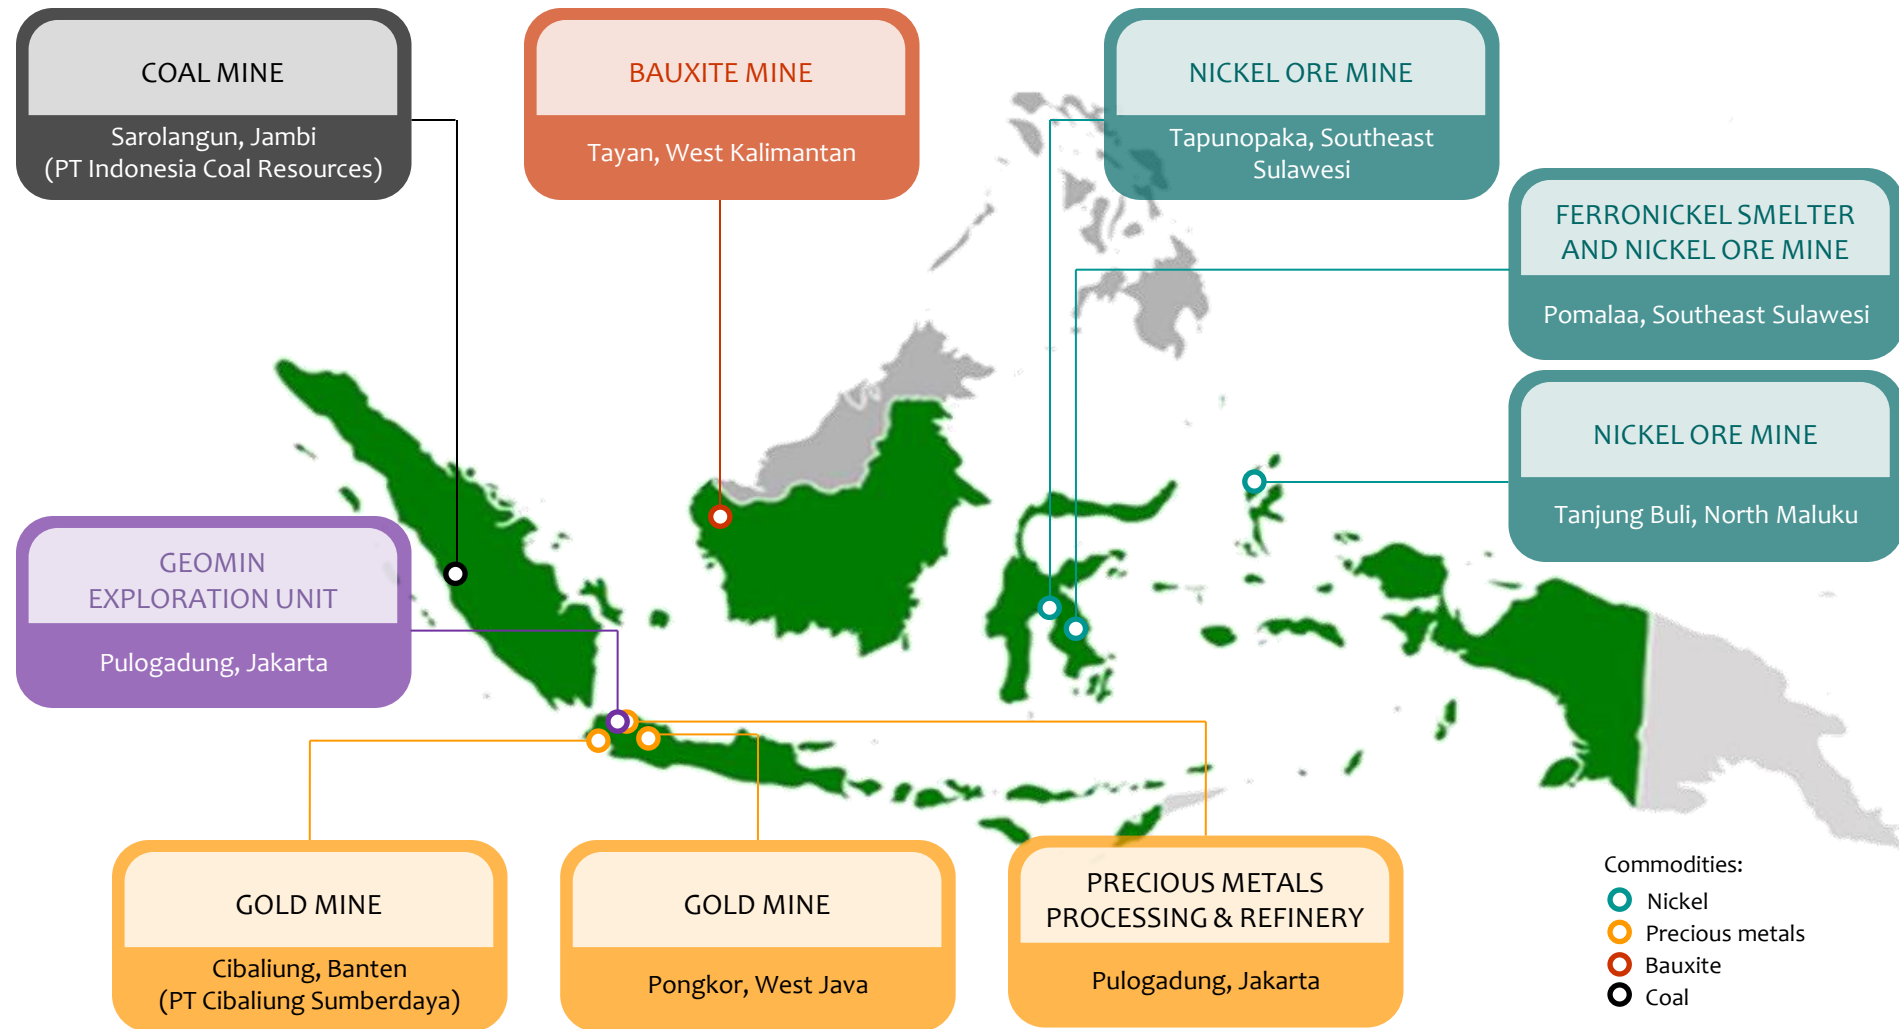 COAL MINE
Sarolangun, Jambi
(PT Indonesia Coal Resources)
BAUXITE MINE
Tayan, West Kalimantan
NICKEL ORE MINE
Tapunopaka, Southeast
Sulawesi
FERRONICKEL SMELTER
AND NICKEL ORE MINE
Pomalaa, Southeast Sulawesi
NICKEL ORE MINE
Tanjung Buli, North Maluku
GEOMIN
EXPLORATION UNIT
Pulogadung, Jakarta
GOLD MINE
Cibaliung, Banten
(PT Cibaliung Sumberdaya)
GOLD MINE
Pongkor, West Java
PRECIOUS METALS
PROCESSING & REFINERY
Pulogadung, Jakarta
Commodities:
Nickel
Precious metals
Bauxite
Coal